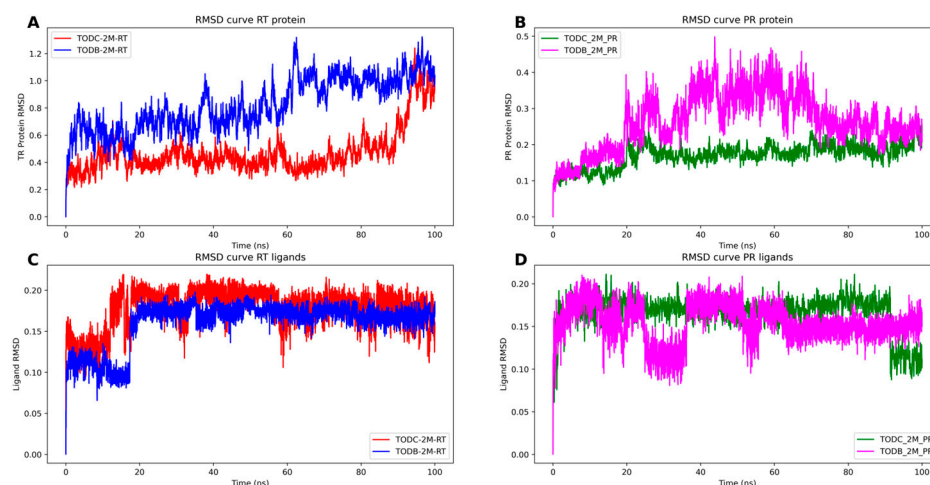 A
RMSD curve RT protein
TODC-2M-RT
TODB-2M-RT
TR Protein RMSD
1.2
1.0
0.8
0.6
0.4
0.2
0.0
0 20 40 60 80 100
Time (ns)
B
RMSD curve PR protein
TODC_2M_PR
TODB_2M_PR
PR Protein RMSD
0.5
0.4
0.3
0.2
0.1
0.0
0 20 40 60 80 100
Time (ns)
C
RMSD curve RT ligands
Ligand RMSD
0.20
0.15
0.10
0.05
0.00
TODC-2M-RT
TODB-2M-RT
0 20 40 60 80 100
Time (ns)
D
RMSD curve PR ligands
Ligand RMSD
0.20
0.15
0.10
0.05
0.00
TODC_2M_PR
TODB_2M_PR
0 20 40 60 80 100
Time (ns)